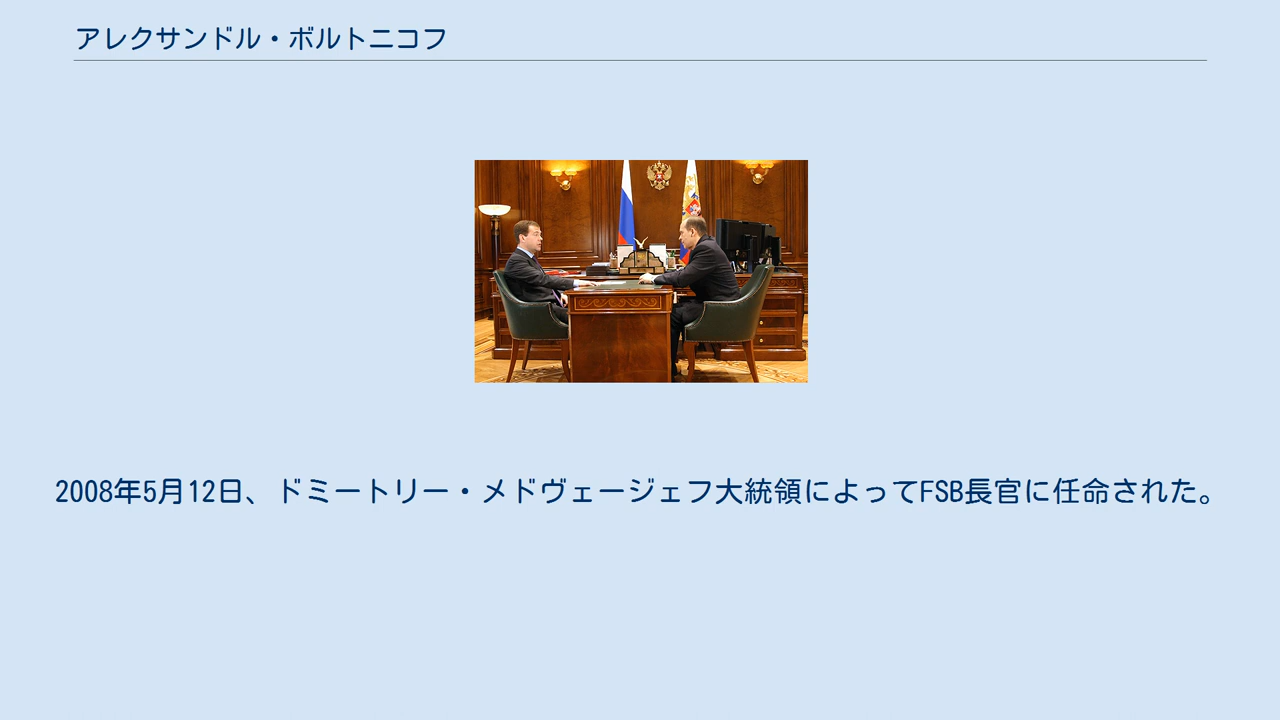 アレクサンドル・ボルトニコフ
2008年5月12日、ドミートリー・メドヴェージェフ大統領によってFSB長官に任命された。